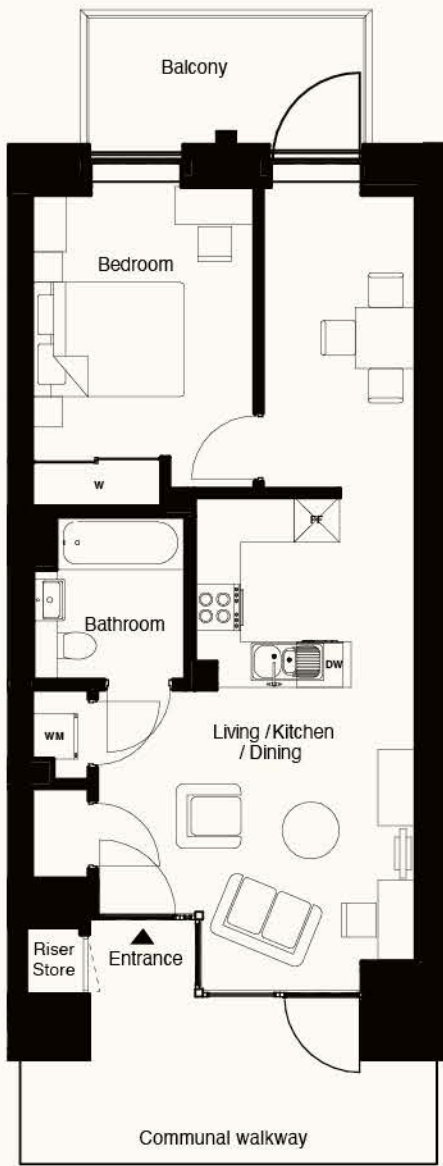 Balcony
Bedroom
W
FF
Bathroom
DW
WM
Living / Kitchen
/ Dining
Riser
Store
Entrance
Communal walkway